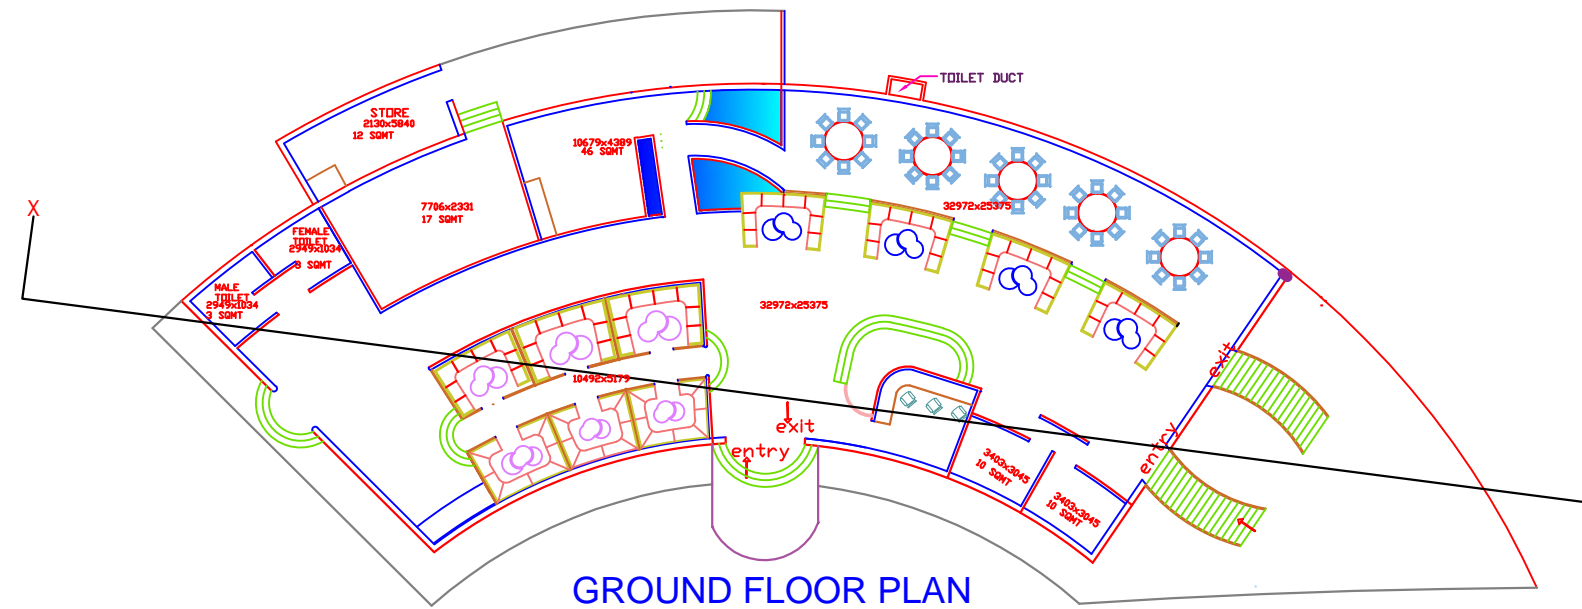 TOILET DUCT
STORE
2130x5840
12 SQMT
10679x4389
46 SQMT
7706x2331
17 SQMT
32972x25375
X
FEMALE
TOILET
2949x1034
3 SQMT
MALE
TOILET
2949x1034
3 SQMT
32972x25375
exit
10492x5179
exit
entry
entry
3403x3045
10 SQMT
3403x3045
10 SQMT
GROUND FLOOR PLAN